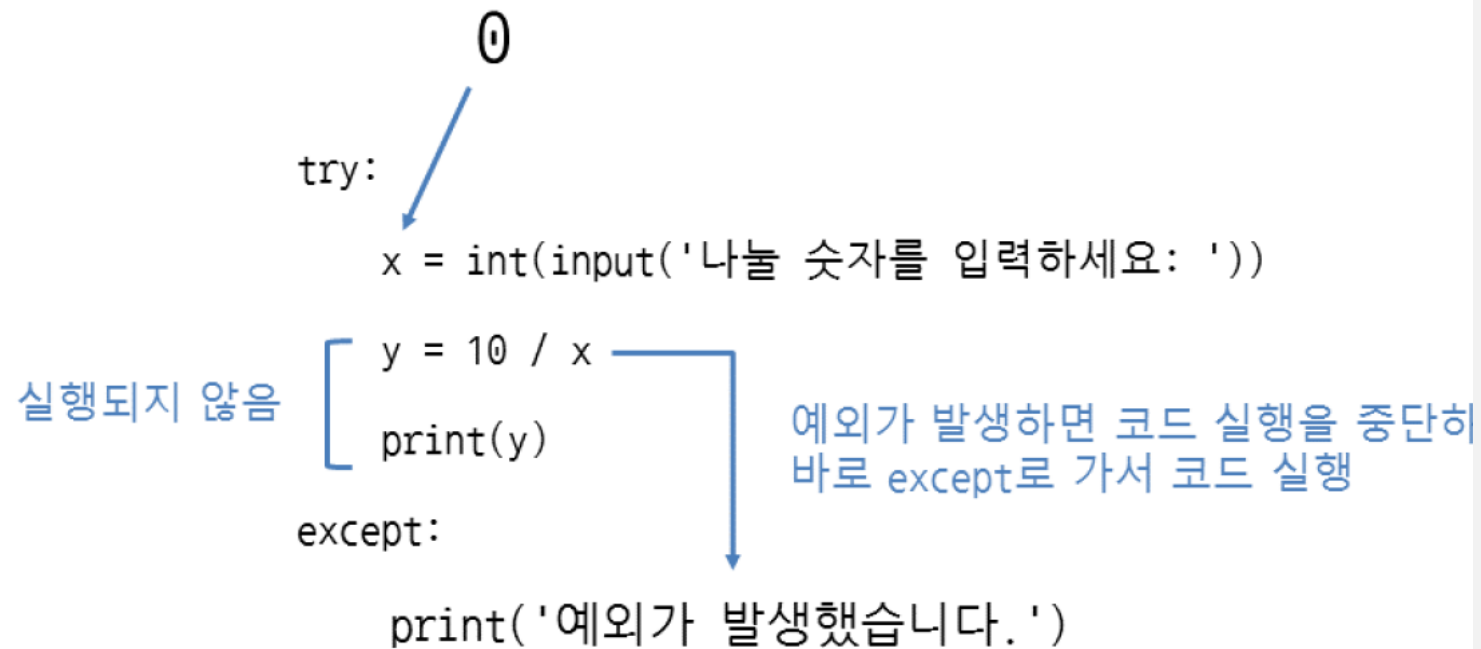 0
try:
x = int(input('나눌 숫자를 입력하세요: '))
y = 10 / x
실행되지 않음
print(y)
예외가 발생하면 코드 실행을 중단하
바로 except로 가서 코드 실행
except:
print('예외가 발생했습니다.')